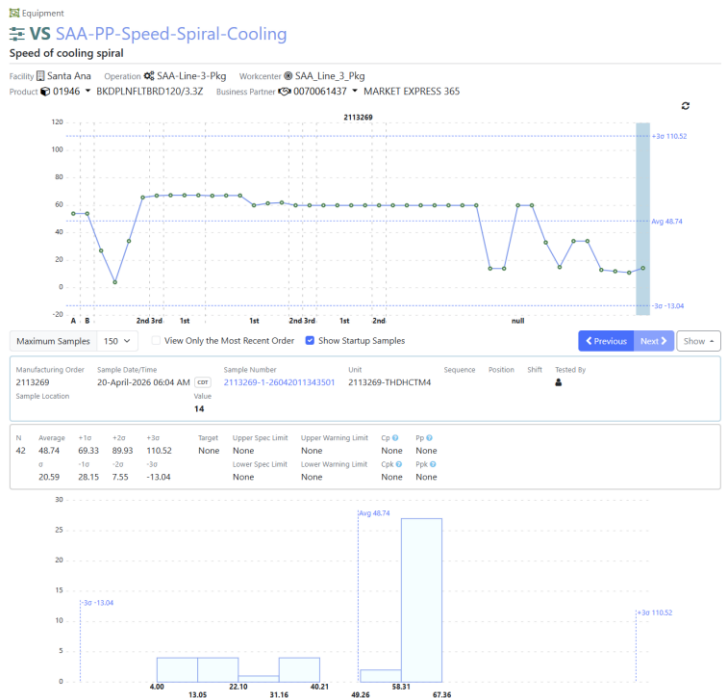 Equipment
VS SAA-PP-Speed-Spiral-Cooling
Speed of cooling spiral
Facility Santa Ana Operation SAA-Line-3-Pkg Workcenter SAA_Line_3_Pkg
Product 01946 BKDPLNFLTBRD120/3.3Z Business Partner 0070061437 MARKET EXPRESS 365
2113269
120
+3σ 110.52
100
80
60
Avg 48.74
40
20
0
-3σ -13.04
-20
A B 2nd 3rd 1st 1st 2nd 3rd 1st 2nd null
Maximum Samples 150 View Only the Most Recent Order Show Startup Samples Previous Next Show
Manufacturing Order Sample Date/Time Sample Number Unit Sequence Position Shift Tested By
2113269 20-April-2026 06:04 AM CDT 2113269-1-26042011343501 2113269-THDHCTM4
Sample Location Value
14
N Average +1σ +2σ +3σ Target Upper Spec Limit Upper Warning Limit Cp Pp
42 48.74 69.33 89.93 110.52 None None None None None
σ -1σ -2σ -3σ Lower Spec Limit Lower Warning Limit Cpk Ppk
20.59 28.15 7.55 -13.04 None None None None
30
Avg 48.74
25
20
15
-3σ -13.04
+3σ 110.52
10
5
0
4.00 22.10 40.21 58.31
13.05 31.16 49.26 67.36